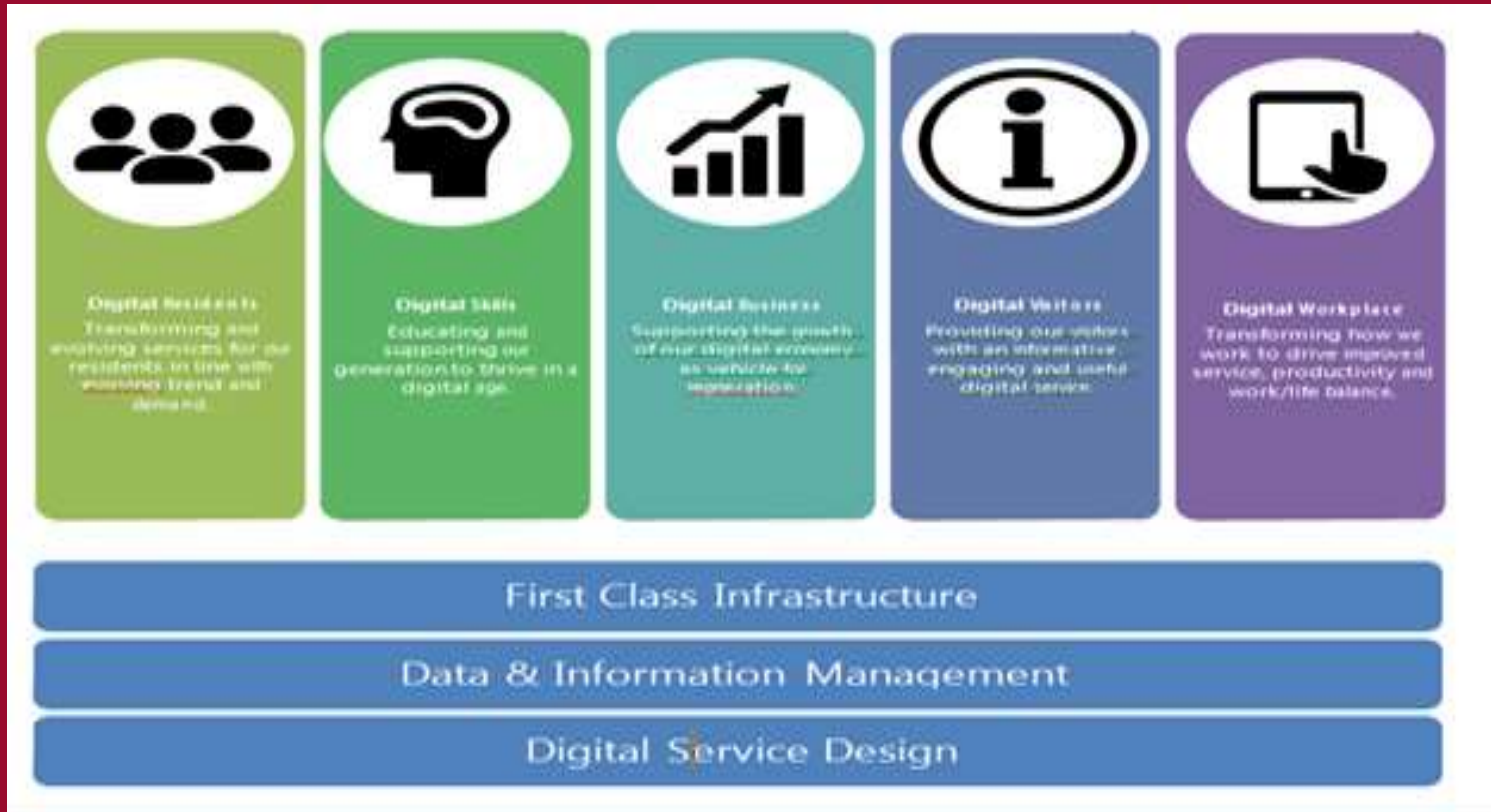 Digital Residents
Transforming and
evolving services for our
residents in line with
trend and
demand.
Digital Skills
Educating and
supporting our
generation to thrive in a
digital age.
Digital Business
Supporting the growth
of our digital economy
as vehicle for
regeneration.
Digital Visitors
Providing our visitors
with an informative
engaging and useful
digital service
Digital Workplace
Transforming how we
work to drive improved
service, productivity and
work/life balance.
First Class Infrastructure
Data & Information Management
Digital Service Design